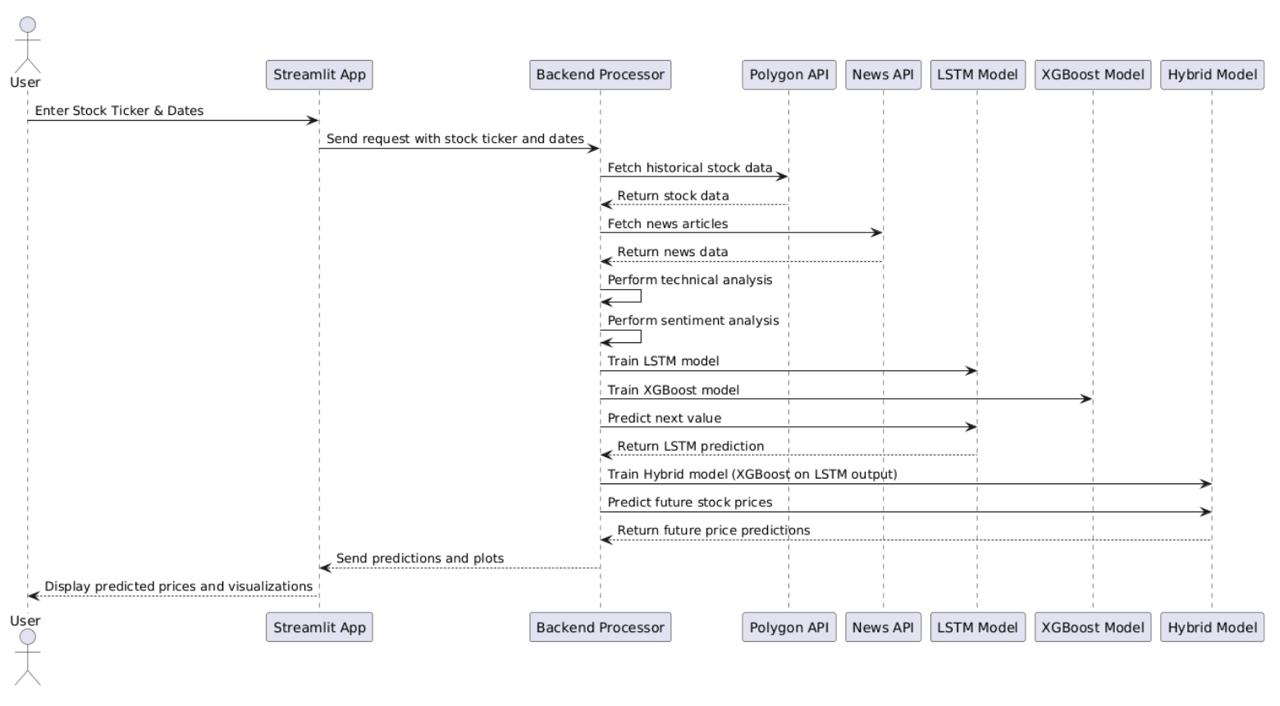 User
Streamlit App
Backend Processor
Polygon API
News API
LSTM Model
XGBoost Model
Hybrid Model
Enter Stock Ticker & Dates
Send request with stock ticker and dates
Fetch historical stock data
Return stock data
Fetch news articles
Return news data
Perform technical analysis
Perform sentiment analysis
Train LSTM model
Train XGBoost model
Predict next value
Return LSTM prediction
Train Hybrid model (XGBoost on LSTM output)
Predict future stock prices
Return future price predictions
Send predictions and plots
Display predicted prices and visualizations
User
Streamlit App
Backend Processor
Polygon API
News API
LSTM Model
XGBoost Model
Hybrid Model